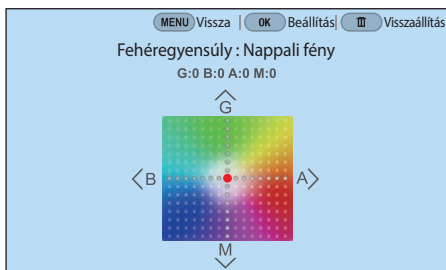 MENU Vissza | OK Beállítás | Visszaállítás
Fehéregyensúly : Nappali fény
G:0 B:0 A:0 M:0
G
B A
M